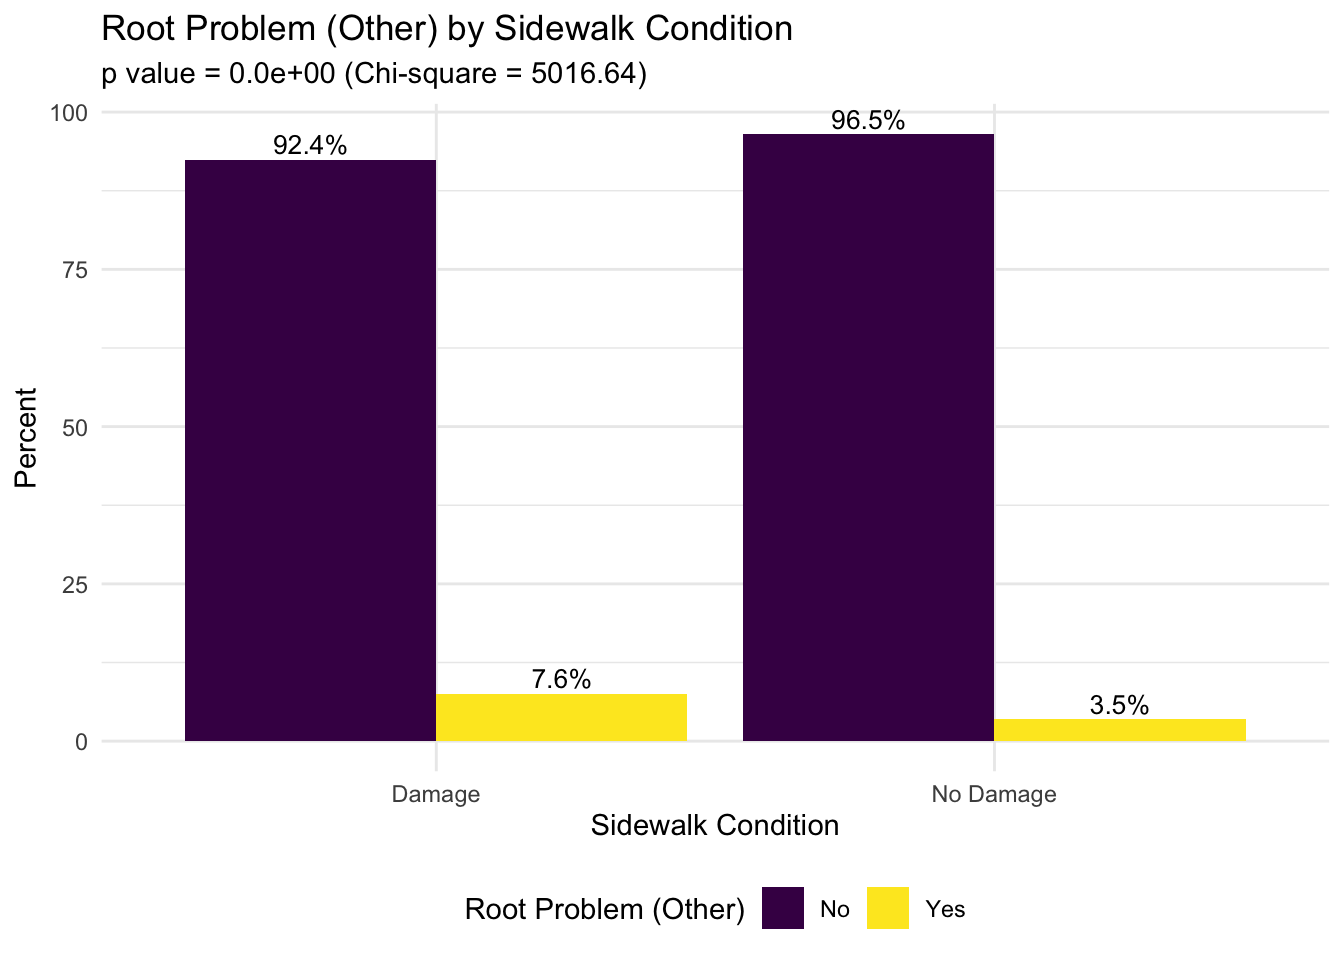 Root Problem (Other) by Sidewalk Condition
p value = 0.0e+00 (Chi-square = 5016.64)
100
96.5%
92.4%
75
50
Percent
25
7.6%
3.5%
0
Damage No Damage
Sidewalk Condition
Root Problem (Other) No Yes